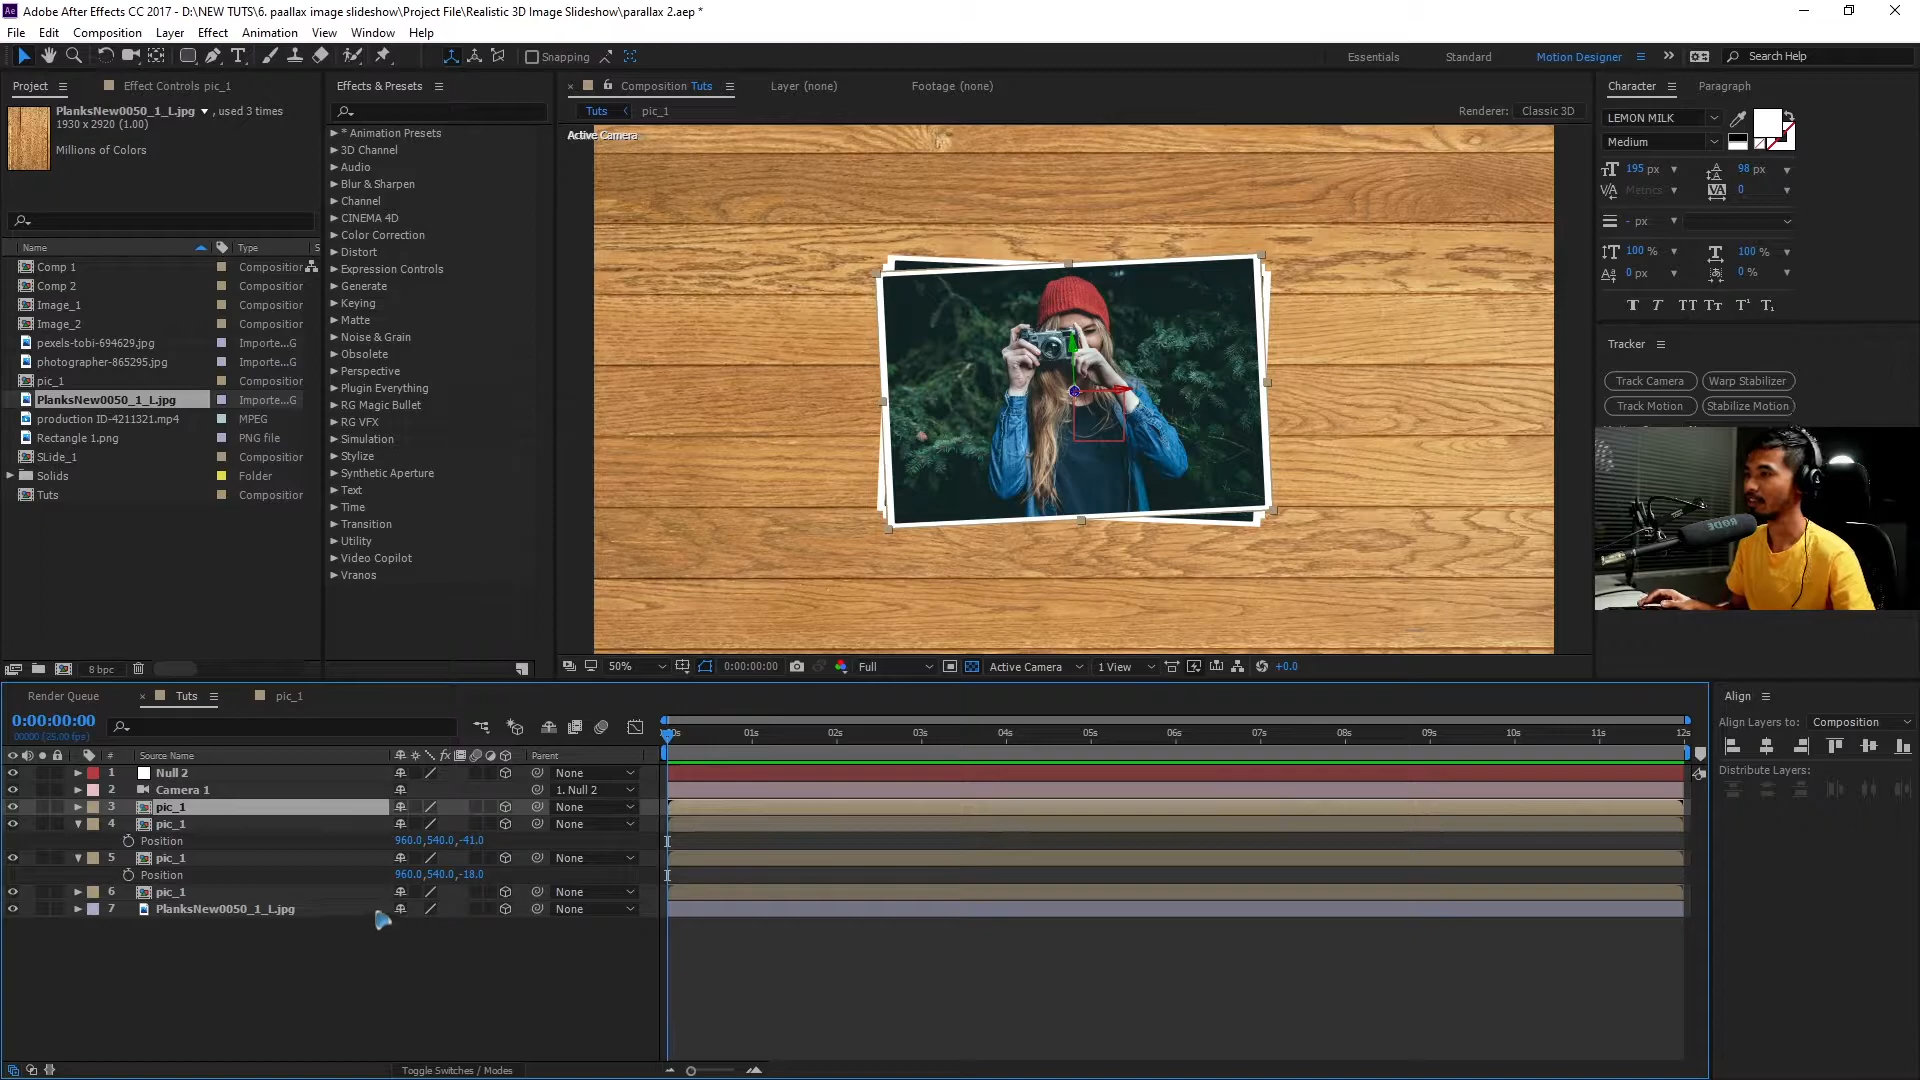 Ae Adobe After Effects CC 2017 - D:\NEW TUTS\6. paallax image slideshow\Project File\Realistic 3D Image Slideshow\parallax 2.aep *
File Edit Composition Layer Effect Animation View Window Help
Snapping Essentials Standard Motion Designer Search Help
Project Effect Controls pic_1
PlanksNew0050_1_L.jpg , used 3 times
1930 x 2920 (1.00)
Millions of Colors
Name Type S
Comp 1 Composition
Comp 2 Composition
Image_1 Composition
Image_2 Composition
pexels-tobi-694629.jpg Importe...G
photographer-865295.jpg Importe...G
pic_1 Composition
PlanksNew0050_1_L.jpg Importe...G
production ID-4211321.mp4 MPEG
Rectangle 1.png PNG file
SLide_1 Composition
Solids Folder
Tuts Composition
8 bpc
Effects & Presets
* Animation Presets
3D Channel
Audio
Blur & Sharpen
Channel
CINEMA 4D
Color Correction
Distort
Expression Controls
Generate
Keying
Matte
Noise & Grain
Obsolete
Perspective
Plugin Everything
RG Magic Bullet
RG VFX
Simulation
Stylize
Synthetic Aperture
Text
Time
Transition
Utility
Video Copilot
Vranos
Composition Tuts Layer (none) Footage (none)
Tuts pic_1 Renderer: Classic 3D
Active Camera
50% 0:00:00:00 Full Active Camera 1 View +0.0
Character Paragraph
LEMON MILK
Medium
195 px 98 px
Metrics 0
- px
100 % 100 %
0 px 0 %
T T TT Tт T¹ T₁
Tracker
Track Camera Warp Stabilizer
Track Motion Stabilize Motion
RODE
Render Queue Tuts pic_1
0:00:00:00
00000 (25.00 fps)
# Source Name fx Parent
01s 02s 03s 04s 05s 06s 07s 08s 09s 10s 11s 12s
1 Null 2 None
2 Camera 1 1. Null 2
3 pic_1 None
4 pic_1 None
Position 960.0,540.0,-41.0
5 pic_1 None
Position 960.0,540.0,-18.0
6 pic_1 None
7 PlanksNew0050_1_L.jpg None
Toggle Switches / Modes
Align
Align Layers to: Composition
Distribute Layers: